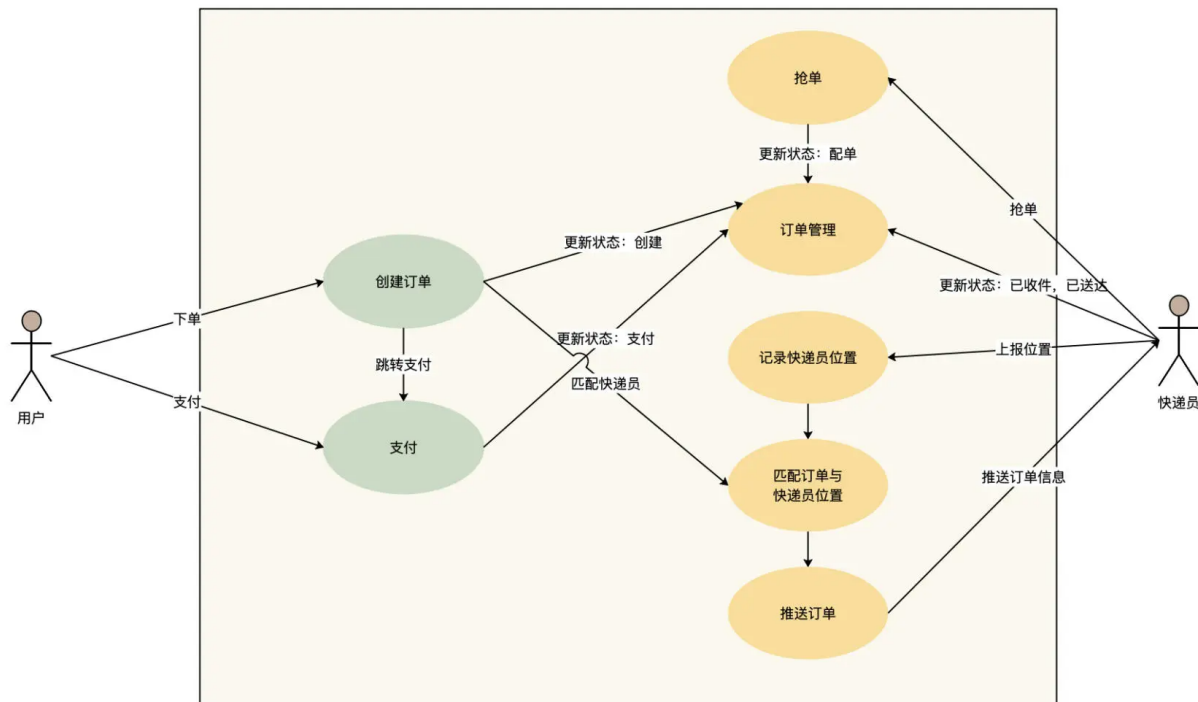 抢单
更新状态：配单
抢单
订单管理
更新状态：创建
创建订单
更新状态：已收件，已送达
下单
更新状态：支付
上报位置
记录快递员位置
跳转支付
匹配快递员
用户
支付
快递员
支付
匹配订单与
快递员位置
推送订单信息
推送订单